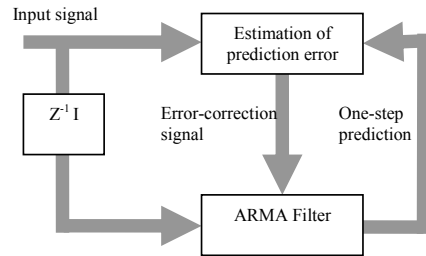 Input signal
Estimation of
prediction error
Z⁻¹ I
Error-correction
signal
One-step
prediction
ARMA Filter